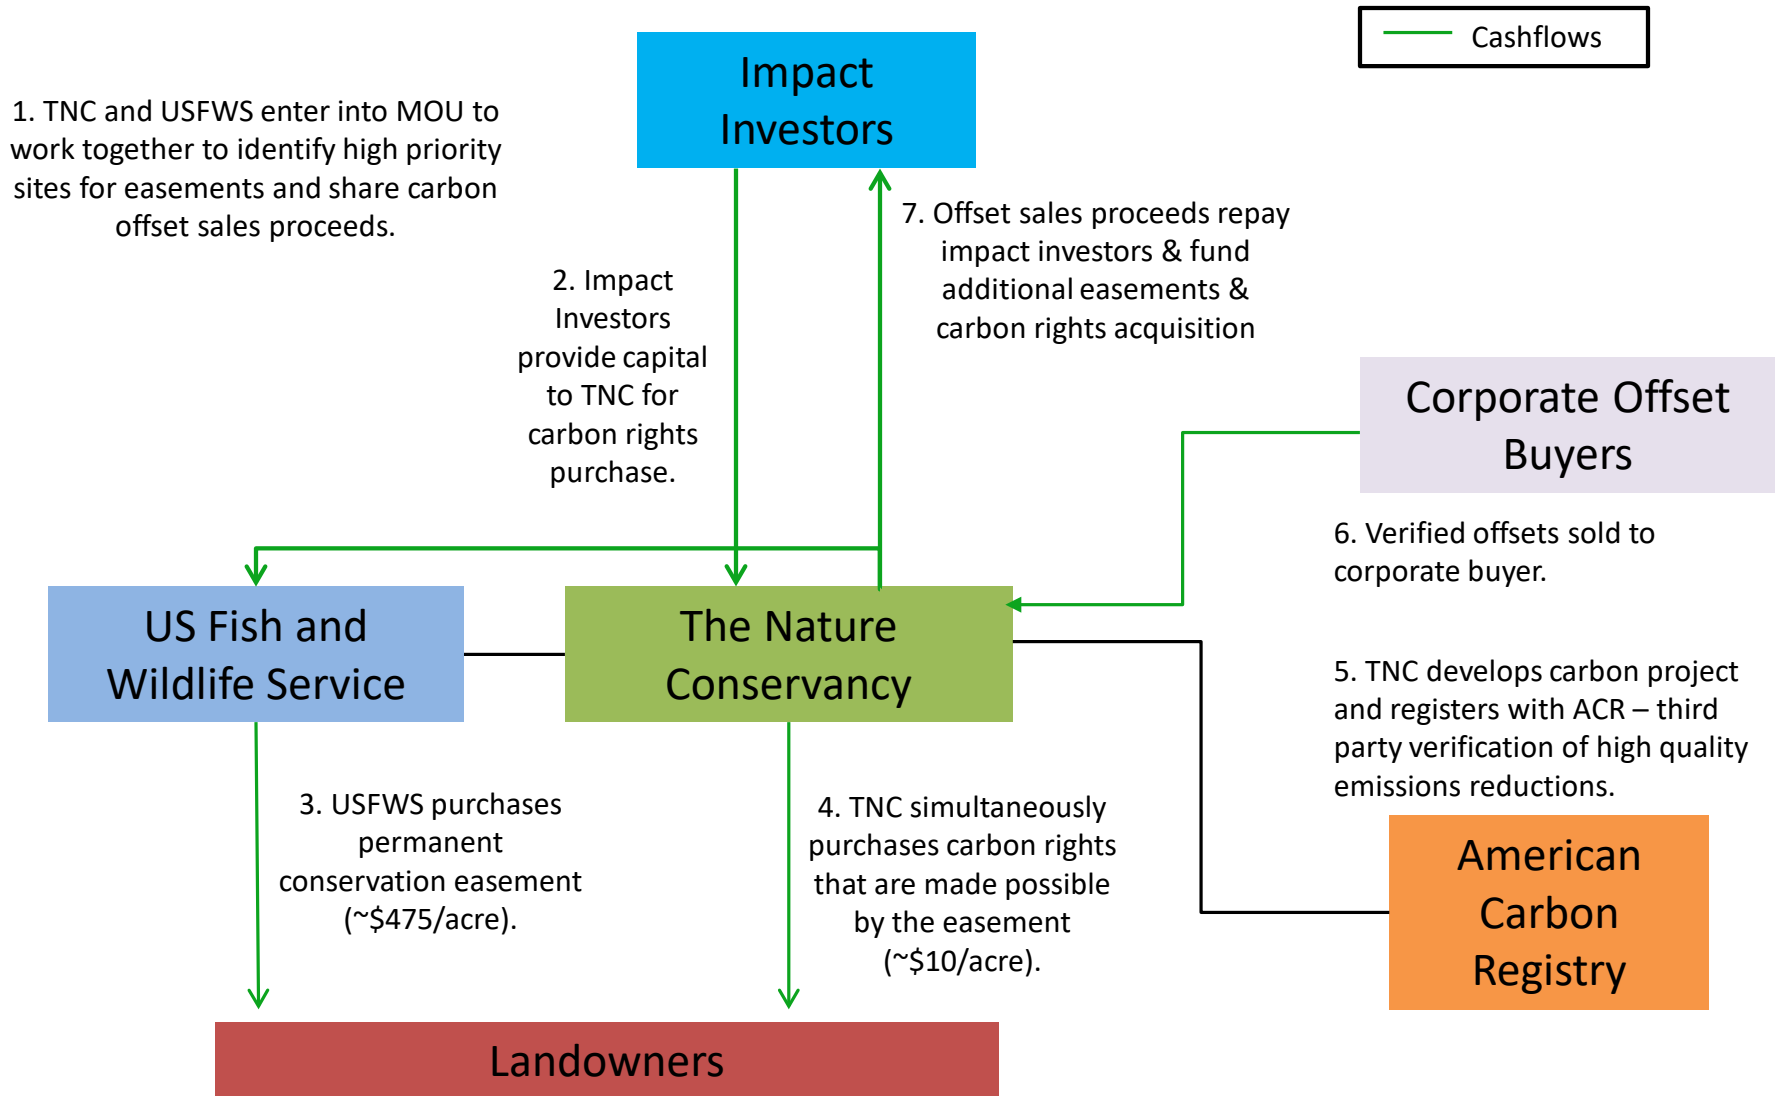 Cashflows
Impact
Investors
1. TNC and USFWS enter into MOU to
work together to identify high priority
sites for easements and share carbon
offset sales proceeds.
2. Impact
Investors
provide capital
to TNC for
carbon rights
purchase.
7. Offset sales proceeds repay
impact investors & fund
additional easements &
carbon rights acquisition
Corporate Offset
Buyers
6. Verified offsets sold to
corporate buyer.
US Fish and
Wildlife Service
The Nature
Conservancy
5. TNC develops carbon project
and registers with ACR – third
party verification of high quality
emissions reductions.
3. USFWS purchases
permanent
conservation easement
(~$475/acre).
4. TNC simultaneously
purchases carbon rights
that are made possible
by the easement
(~$10/acre).
American
Carbon
Registry
Landowners